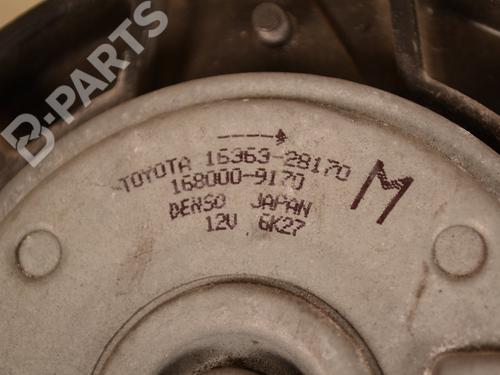 B-PARTS
TOYOTA 16363-28170
168000-9170
DENSO JAPAN
12V 6K27
M